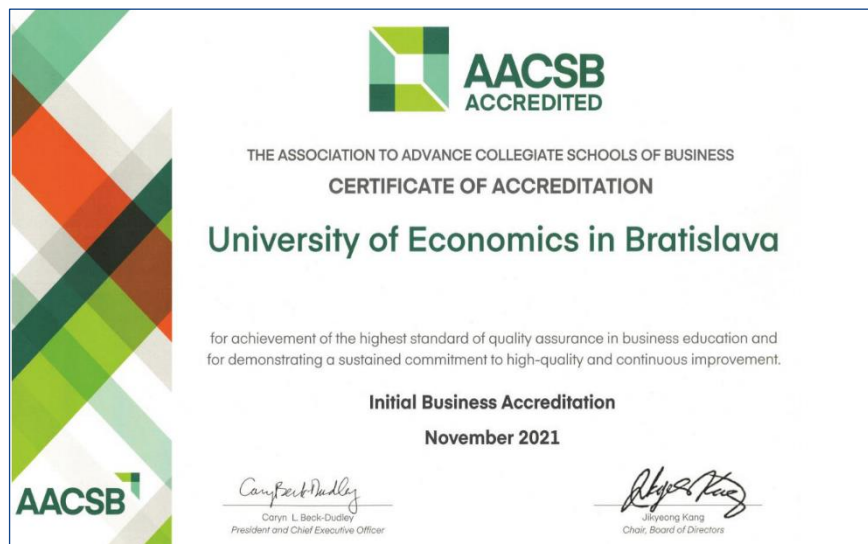 AACSB
ACCREDITED
THE ASSOCIATION TO ADVANCE COLLEGIATE SCHOOLS OF BUSINESS
CERTIFICATE OF ACCREDITATION
University of Economics in Bratislava
for achievement of the highest standard of quality assurance in business education and
for demonstrating a sustained commitment to high-quality and continuous improvement.
Initial Business Accreditation
November 2021
AACSB
Caryn L. Beck-Dudley
President and Chief Executive Officer
Jikyeong Kang
Chair, Board of Directors